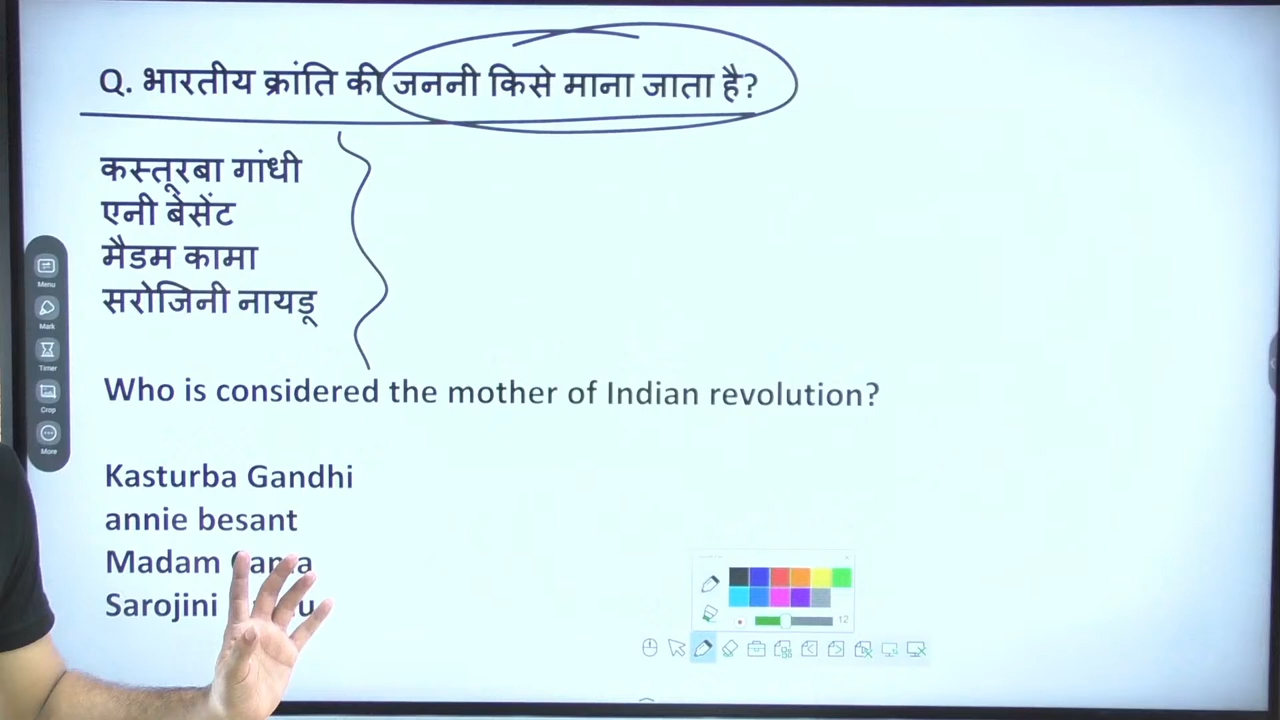 Q. भारतीय क्रांति की जननी किसे माना जाता है?
कस्तूरबा गांधी
एनी बेसेंट
मैडम कामा
सरोजिनी नायडू
Who is considered the mother of Indian revolution?
Kasturba Gandhi
annie besant
Madam
Sarojini
Menu
Mark
Timer
Crop
More
12